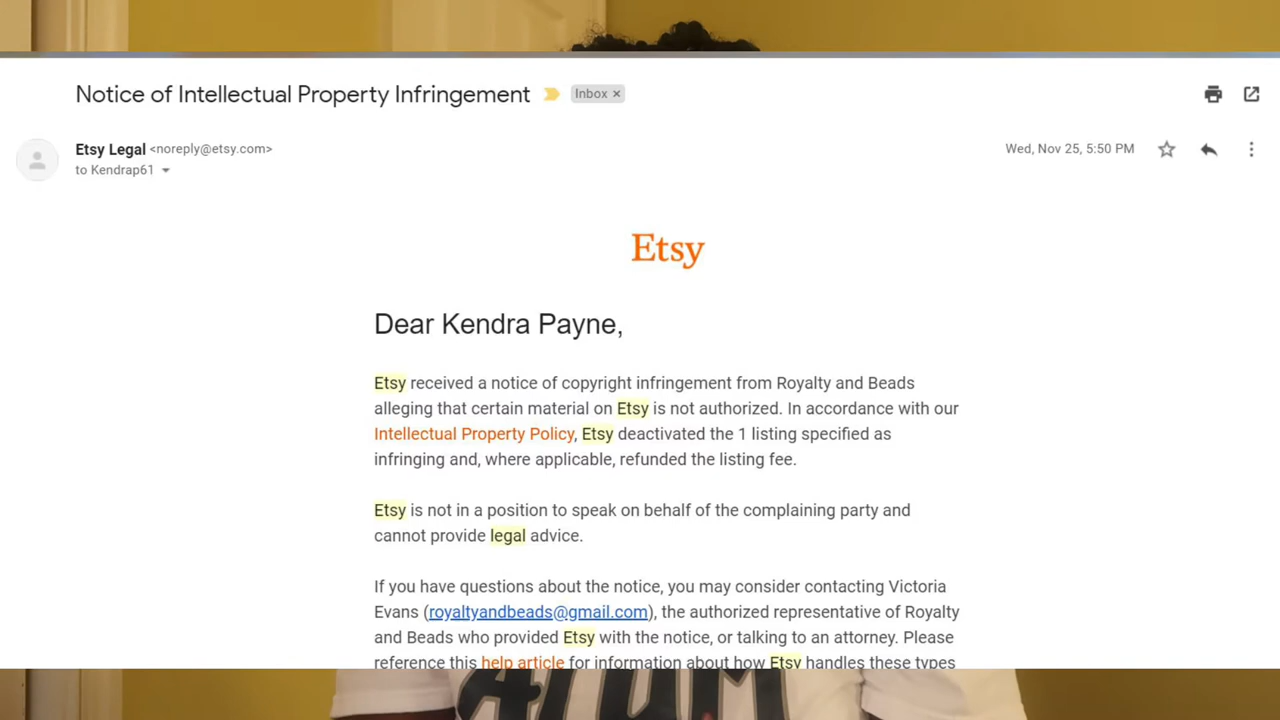 Notice of Intellectual Property Infringement Inbox ×
Etsy Legal <noreply@etsy.com> Wed, Nov 25, 5:50 PM
to Kendrap61
Etsy
Dear Kendra Payne,
Etsy received a notice of copyright infringement from Royalty and Beads
alleging that certain material on Etsy is not authorized. In accordance with our
Intellectual Property Policy, Etsy deactivated the 1 listing specified as
infringing and, where applicable, refunded the listing fee.
Etsy is not in a position to speak on behalf of the complaining party and
cannot provide legal advice.
If you have questions about the notice, you may consider contacting Victoria
Evans (royaltyandbeads@gmail.com), the authorized representative of Royalty
and Beads who provided Etsy with the notice, or talking to an attorney. Please
reference this help article for information about how Etsy handles these types